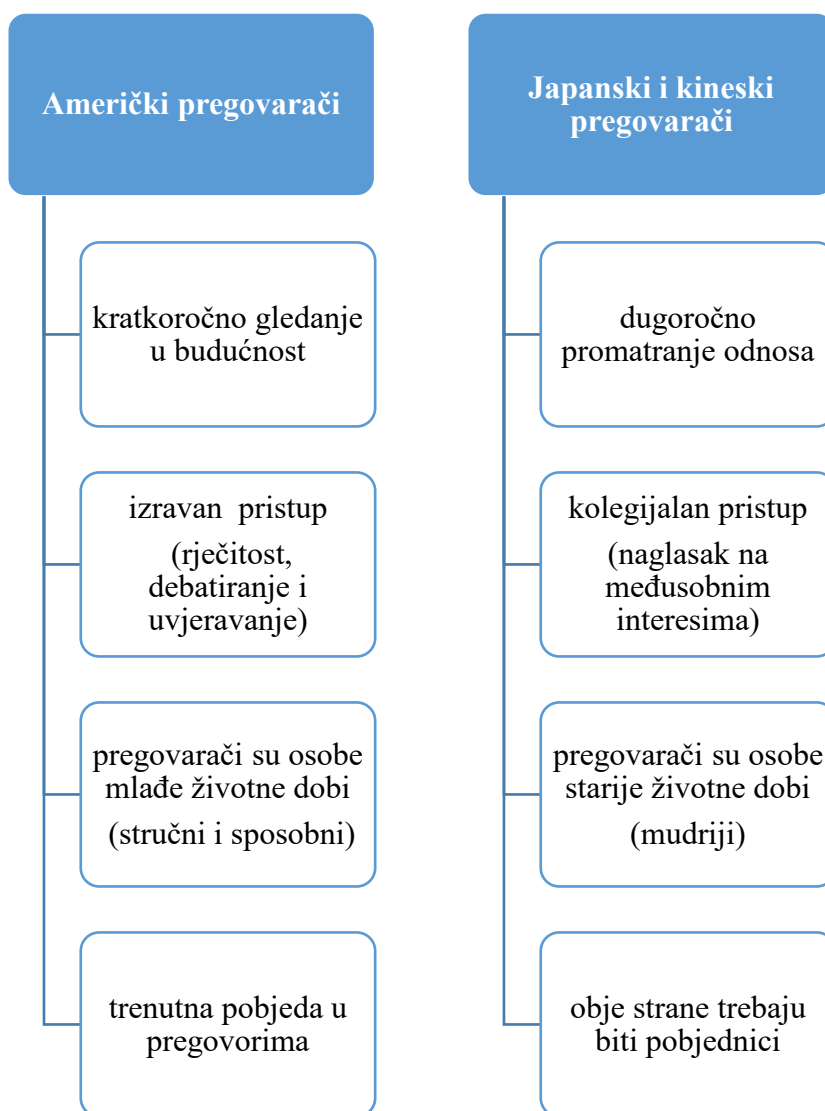 Američki pregovarači
kratkoročno gledanje
u budućnost
izravan  pristup
(rječitost,
debatiranje i
uvjeravanje)
pregovarači su osobe
mlađe životne dobi
(stručni i sposobni)
trenutna pobjeda u
pregovorima
Japanski i kineski
pregovarači
dugoročno
promatranje odnosa
kolegijalan pristup
(naglasak na
međusobnim
interesima)
pregovarači su osobe
starije životne dobi
(mudriji)
obje strane trebaju
biti pobjednici